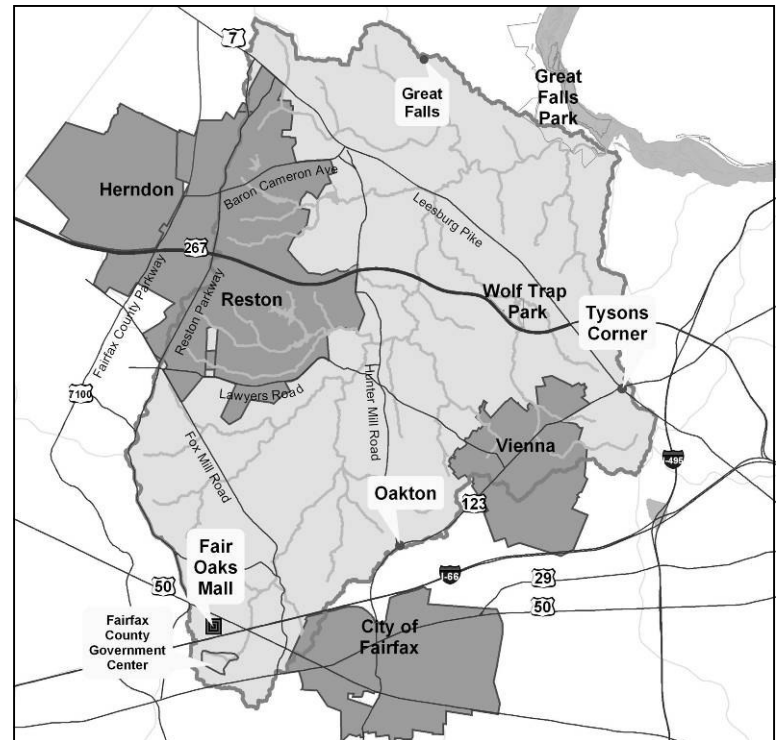 7
Great
Falls
Great
Falls
Park
Herndon
Baron Cameron Ave
Leesburg Pike
267
Fairfax County Parkway
Reston Parkway
Reston
Wolf Trap
Park
Tysons
Corner
7100
Lawyers Road
Hunter Mill Road
Fox Mill Road
Vienna
I-495
Oakton
123
Fair
Oaks
Mall
50
I-66
29
50
Fairfax
County
Government
Center
City of
Fairfax